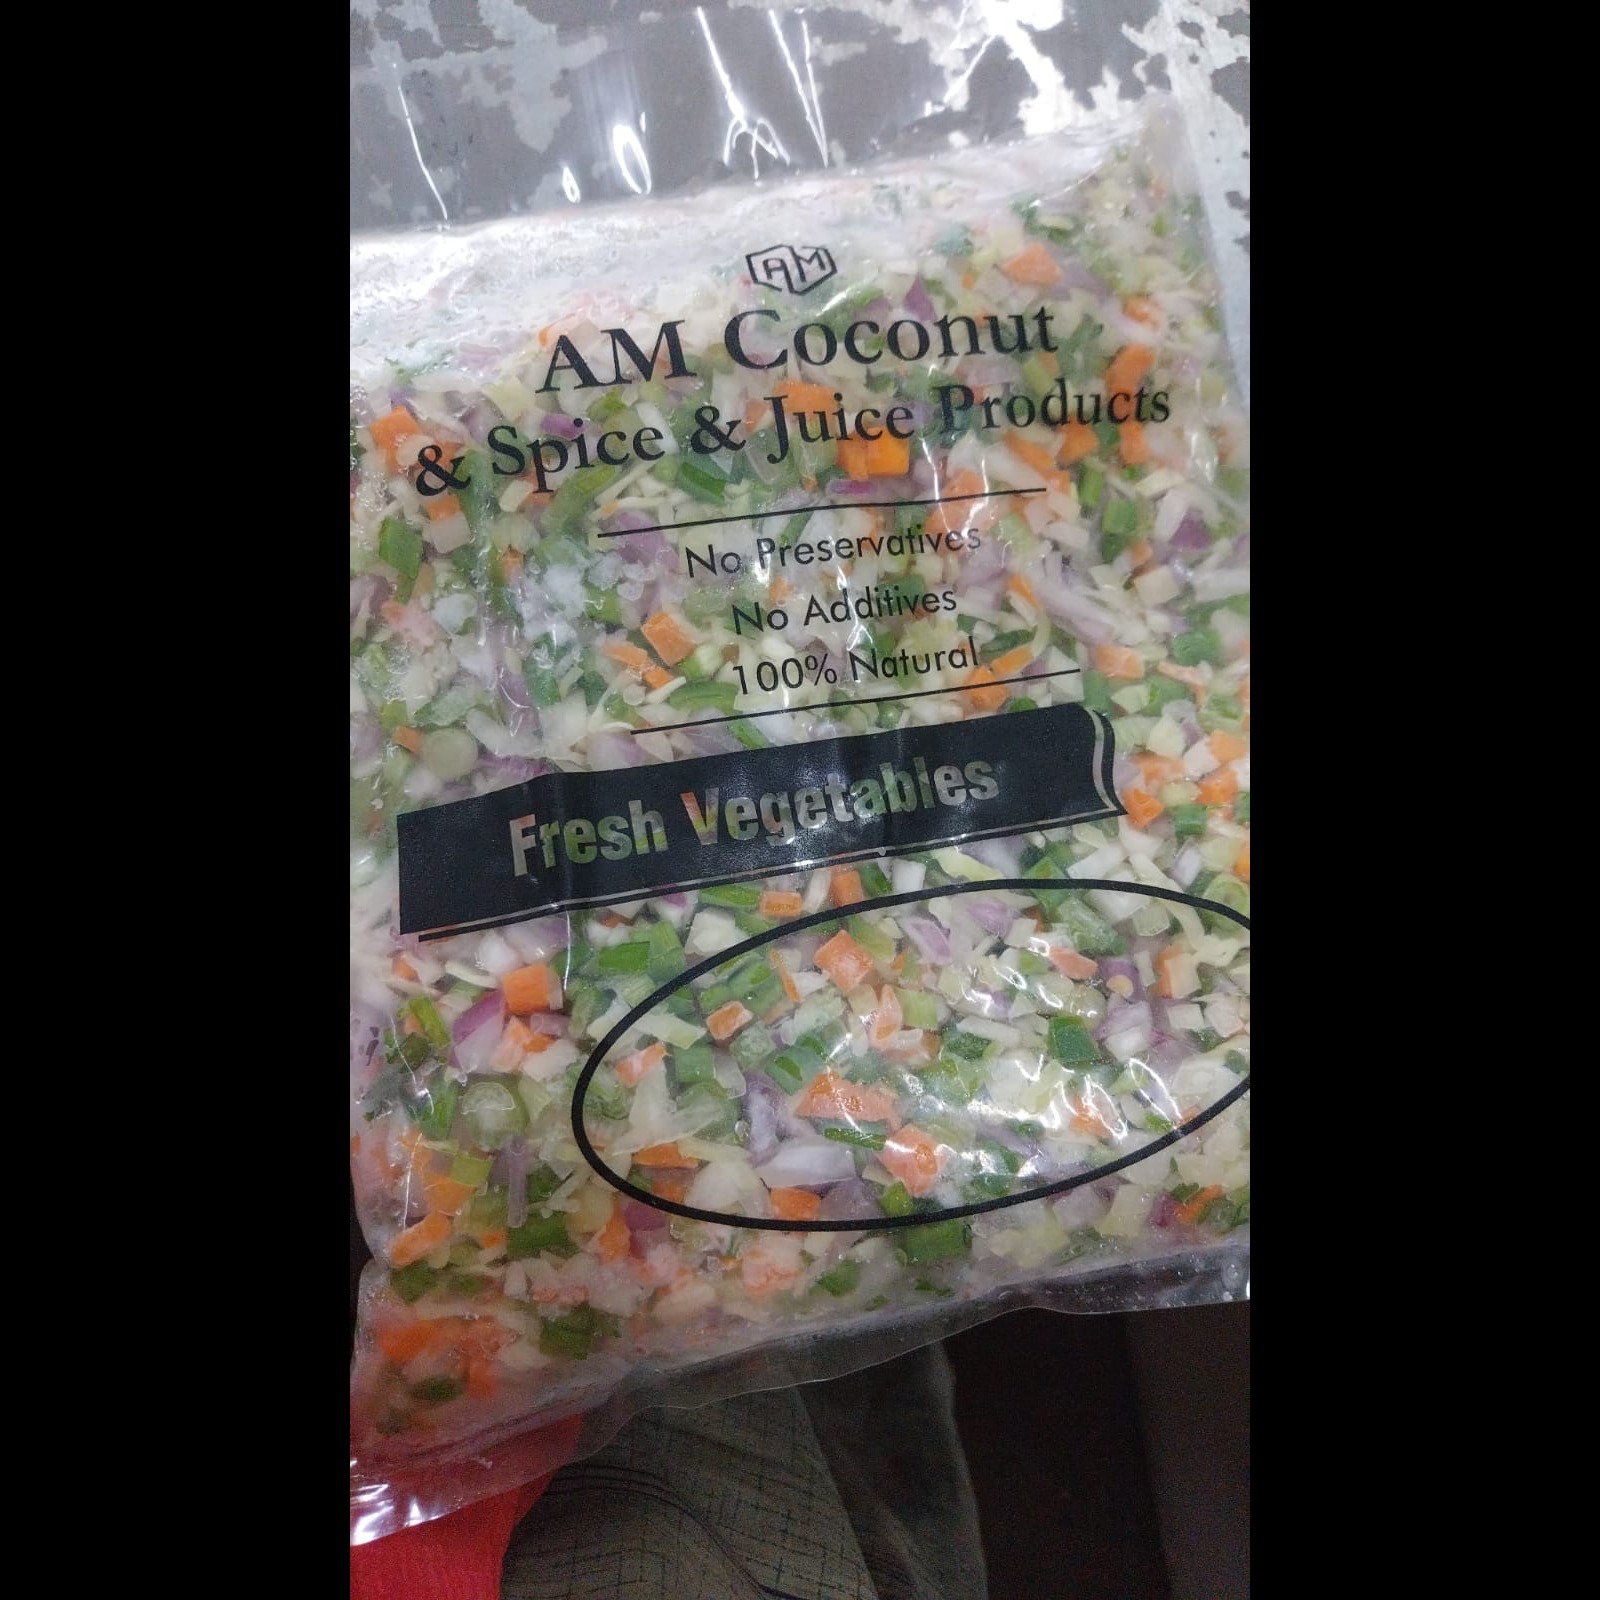 AM
AM Coconut
& Spice & Juice Products
No Preservatives
No Additives
100% Natural
Fresh Vegetables